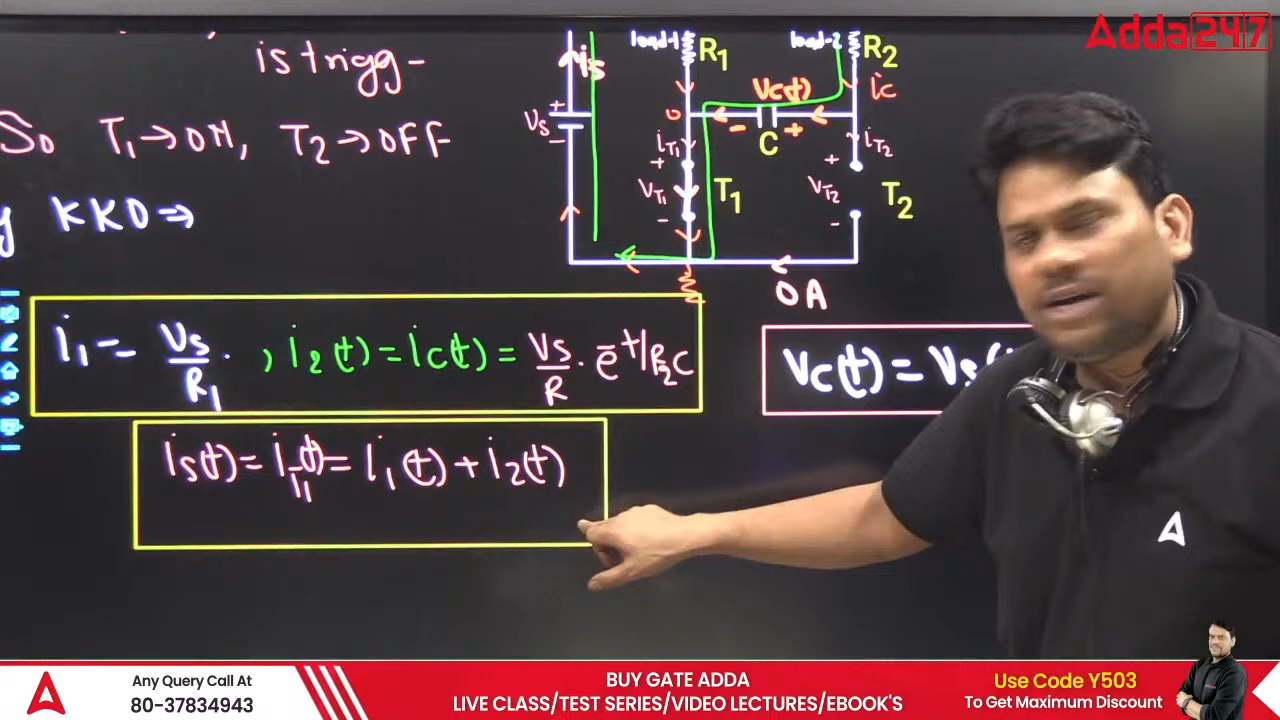 Adda247
is trigg-
So T1→ON, T2→OFF
y KKD⇒
is
Vs
+
-
load-1
R1
load-2
R2
ic
Vc(t)
0
- +
C
iT1
iT2
+
VT1
-
T1
+
VT2
-
T2
0A
i1 = Vs/R1 , i2(t)=ic(t)= Vs/R . e^-t/R2C
Vc(t)=Vs(
is(t)=iT1(t)=i1(t)+i2(t)
Any Query Call At
80-37834943
BUY GATE ADDA
LIVE CLASS/TEST SERIES/VIDEO LECTURES/EBOOK'S
Use Code Y503
To Get Maximum Discount